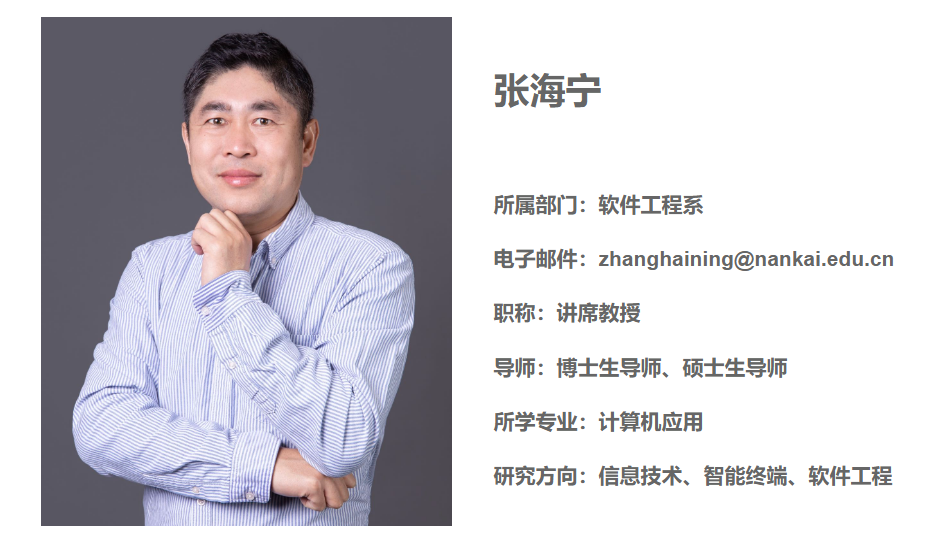 张海宁
所属部门：软件工程系
电子邮件：zhanghaining@nankai.edu.cn
职称：讲席教授
导师：博士生导师、硕士生导师
所学专业：计算机应用
研究方向：信息技术、智能终端、软件工程